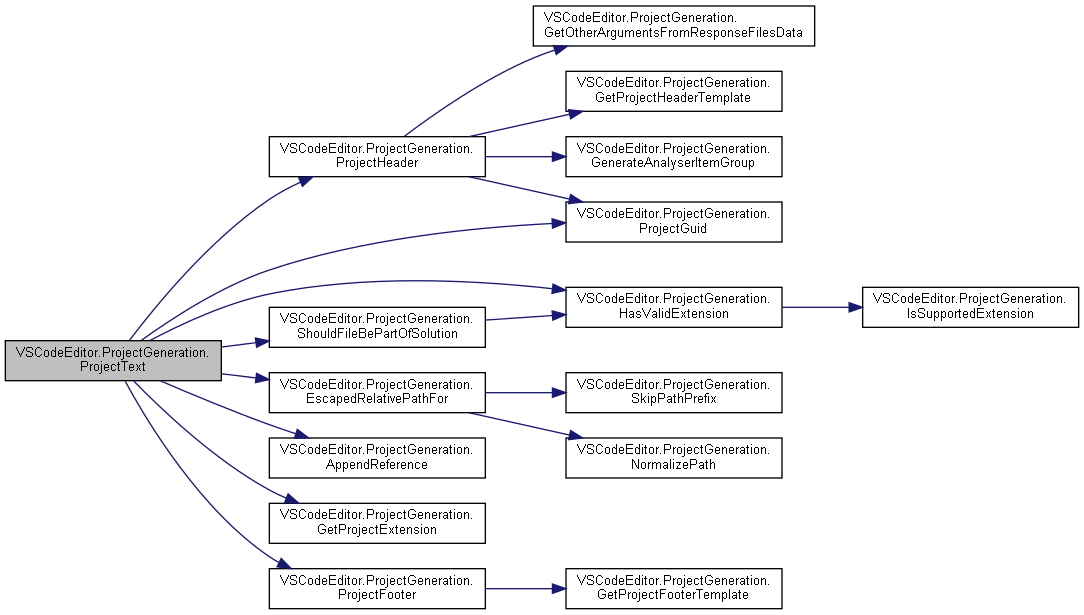 VSCodeEditor.ProjectGeneration.
GetOtherArgumentsFromResponseFilesData
VSCodeEditor.ProjectGeneration.
GetProjectHeaderTemplate
VSCodeEditor.ProjectGeneration.
ProjectHeader
VSCodeEditor.ProjectGeneration.
GenerateAnalyserItemGroup
VSCodeEditor.ProjectGeneration.
ProjectGuid
VSCodeEditor.ProjectGeneration.
HasValidExtension
VSCodeEditor.ProjectGeneration.
IsSupportedExtension
VSCodeEditor.ProjectGeneration.
ShouldFileBePartOfSolution
VSCodeEditor.ProjectGeneration.
ProjectText
VSCodeEditor.ProjectGeneration.
EscapedRelativePathFor
VSCodeEditor.ProjectGeneration.
SkipPathPrefix
VSCodeEditor.ProjectGeneration.
AppendReference
VSCodeEditor.ProjectGeneration.
NormalizePath
VSCodeEditor.ProjectGeneration.
GetProjectExtension
VSCodeEditor.ProjectGeneration.
ProjectFooter
VSCodeEditor.ProjectGeneration.
GetProjectFooterTemplate